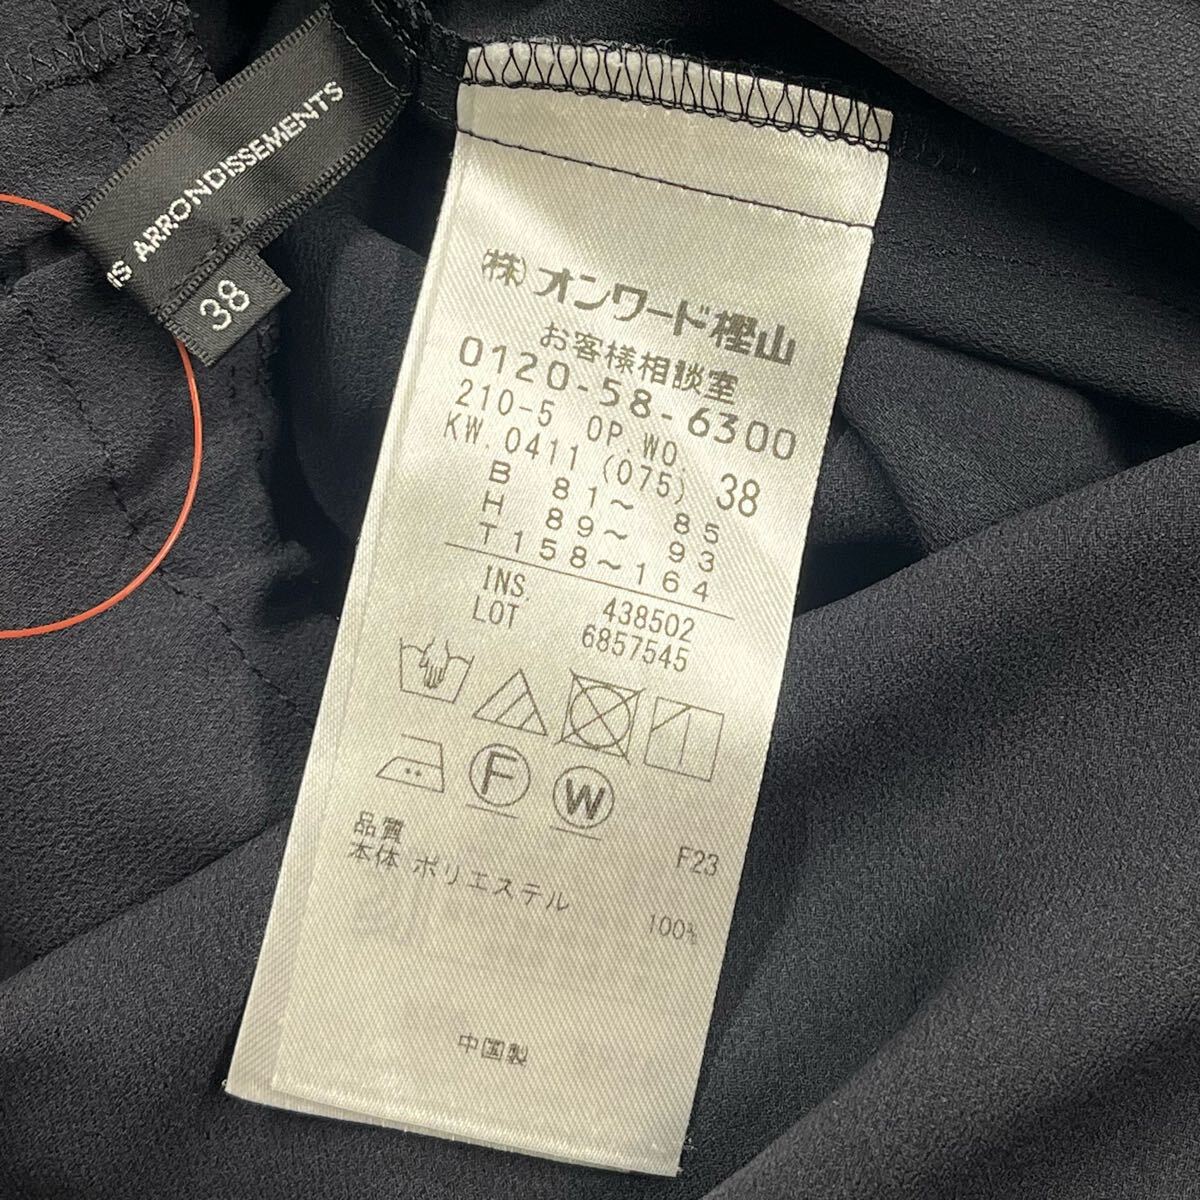 ARRONDISSEMENTS
38
(株)オンワード樫山
お客様相談室
0120-58-6300
210-5 OP.WO.
KW.0411 (075) 38
B 81～ 85
H 89～ 93
T158～164
INS. 438502
LOT 6857545
F W
品質 F23
本体 ポリエステル 100%
中国製